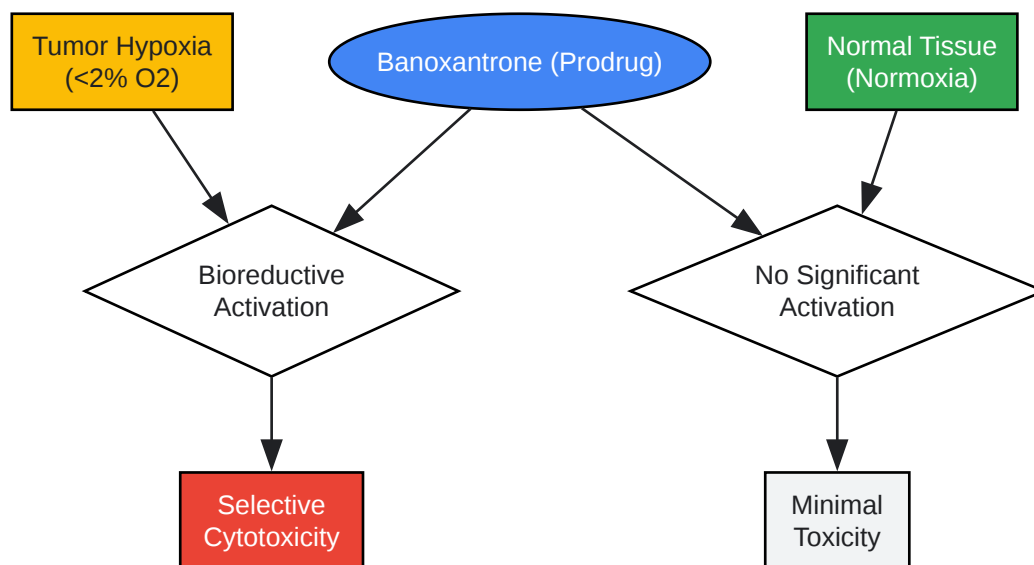 Tumor Hypoxia
(<2% O2)
Banoxantrone (Prodrug)
Normal Tissue
(Normoxia)
Bioreductive
Activation
No Significant
Activation
Selective
Cytotoxicity
Minimal
Toxicity